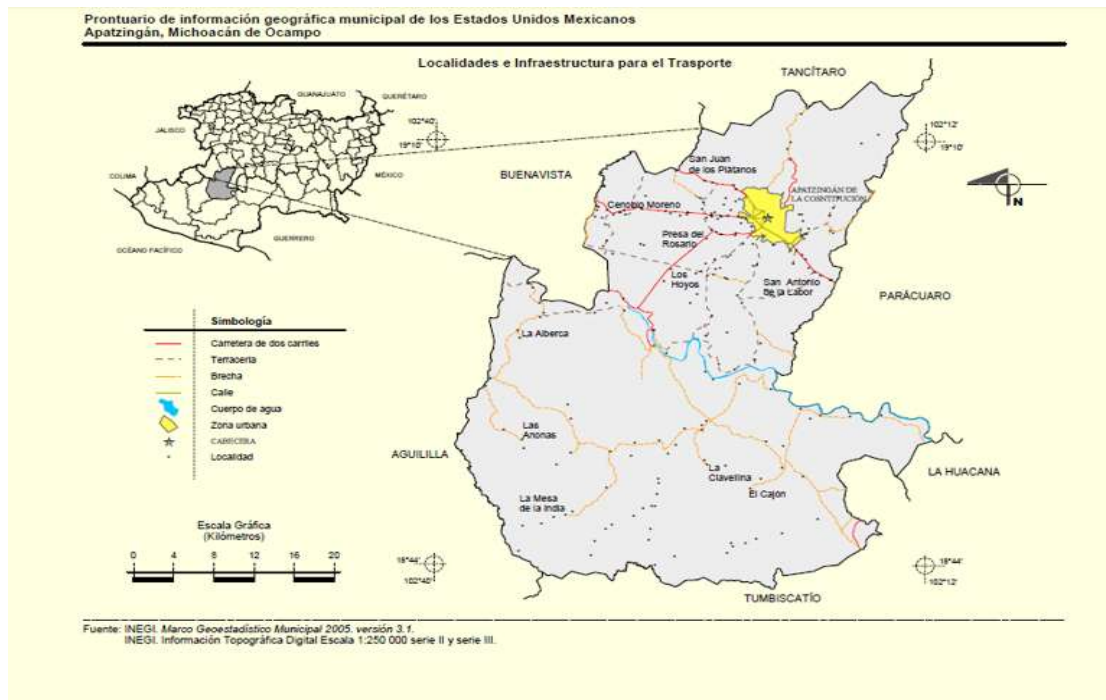 Prontuario de información geográfica municipal de los Estados Unidos Mexicanos
Apatzingán, Michoacán de Ocampo
Localidades e Infraestructura para el Trasporte
TANCÍTARO
GUANAJUATO
QUERÉTARO
JALISCO
COLIMA
MÉXICO
GUERRERO
OCÉANO PACÍFICO
102°40'
19°10'
102°12'
19°10'
BUENAVISTA
San Juan
de los Plátanos
APATZINGÁN DE
LA COSNTITUCIÓN
N
Cenobio Moreno
Presa del
Rosario
Los
Hoyos
San Antonio
de la Labor
PARÁCUARO
Simbología
Carretera de dos carriles
Terracería
Brecha
Calle
Cuerpo de agua
Zona urbana
CABECERA
Localidad
La Alberca
Las
Anonas
AGUILILLA
La
Clavellina
El Cajón
LA HUACANA
La Mesa
de la India
Escala Gráfica
(Kilómetros)
0 4 8 12 16 20
18°44'
102°40'
18°44'
102°12'
TUMBISCATÍO
Fuente: INEGI. Marco Geoestadístico Municipal 2005. versión 3.1.
INEGI. Información Topográfica Digital Escala 1:250 000 serie II y serie III.